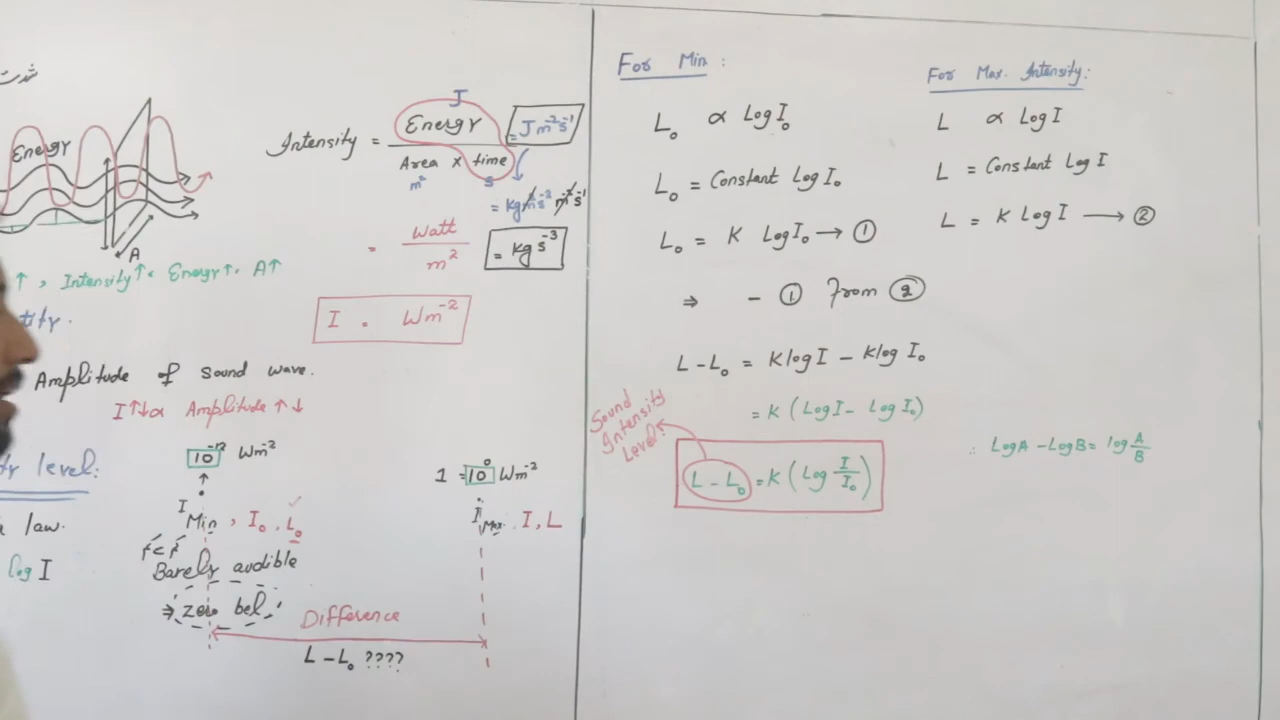 شدت
Energy
A
Intensity = Energy / Area × time
J
m² s
= Jm⁻²s⁻¹
= kgm²s⁻² m⁻²s⁻¹
= kg s⁻³
= Watt / m²
I = Wm⁻²
↑, Intensity↑. Energy↑. A↑
Amplitude of sound wave.
I↑↓∝ Amplitude ↑↓
level:
law.
log I
10⁻¹² Wm⁻²
I Min, I₀, L₀
Barely audible
⇒ zero bel
1 = 10⁰ Wm⁻²
I Max. I, L
Difference
L - L₀ ????
For Min:
L₀ ∝ Log I₀
L₀ = Constant Log I₀
L₀ = K Log I₀ → ①
⇒ - ① From ②
L - L₀ = K log I - K log I₀
= K (Log I - Log I₀)
Sound
Intensity
Level.
L - L₀ = K (Log I/I₀)
For Max. Intensity:
L ∝ Log I
L = Constant Log I
L = K Log I → ②
∴ Log A - Log B = log A/B